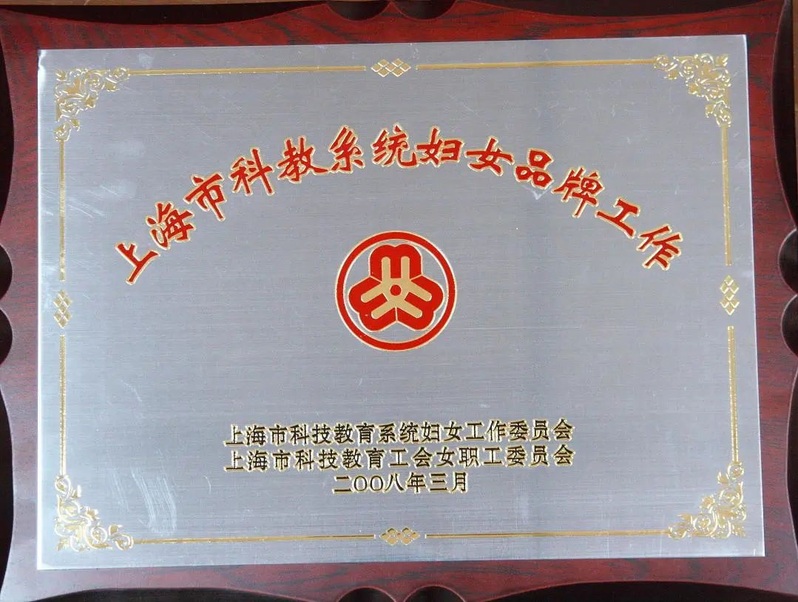 上海市科教系统妇女品牌工作
上海市科技教育系统妇女工作委员会
上海市科技教育工会女职工委员会
二〇〇八年三月